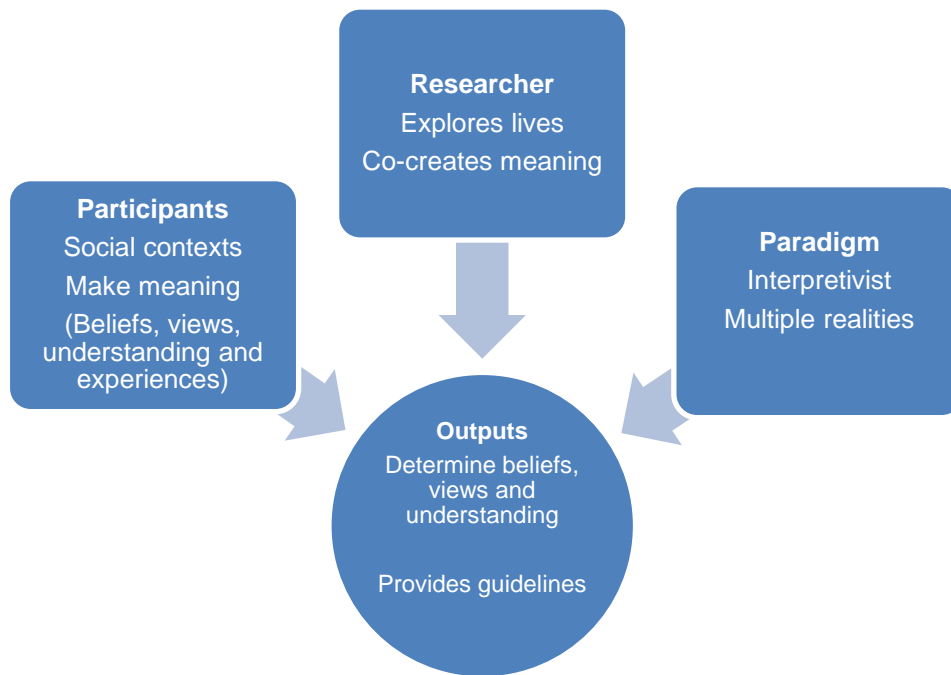 Researcher
Explores lives
Co-creates meaning
Participants
Social contexts
Make meaning
(Beliefs, views,
understanding and
experiences)
Paradigm
Interpretivist
Multiple realities
Outputs
Determine beliefs,
views and
understanding
Provides guidelines